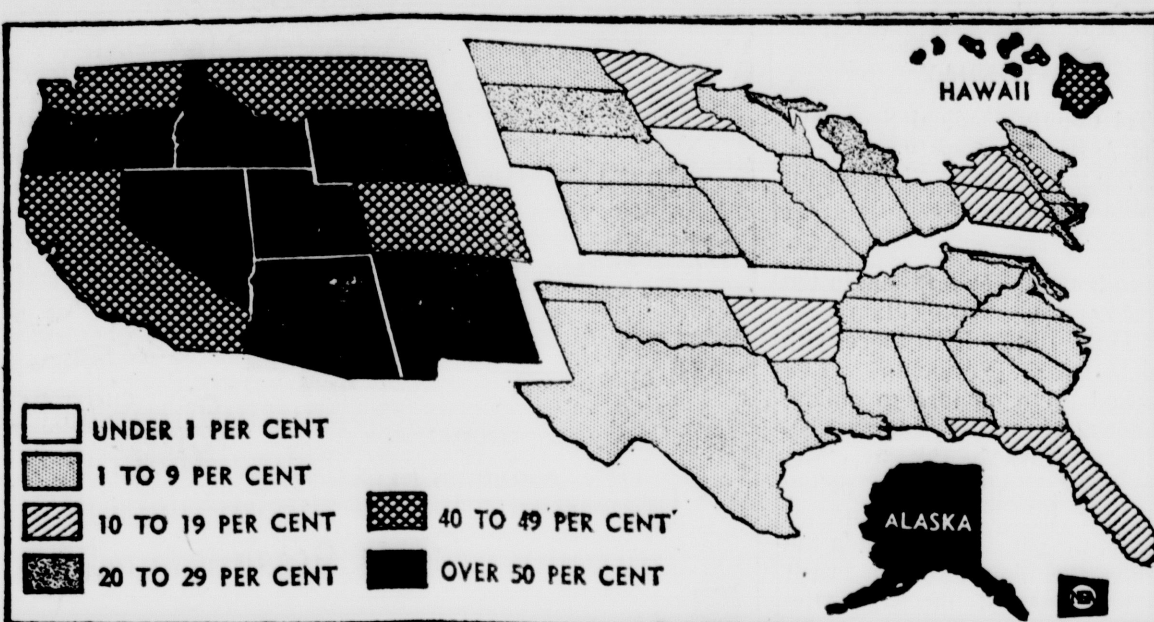 HAWAII
UNDER 1 PER CENT
1 TO 9 PER CENT
10 TO 19 PER CENT
20 TO 29 PER CENT
40 TO 49 PER CENT
OVER 50 PER CENT
ALASKA
NEA